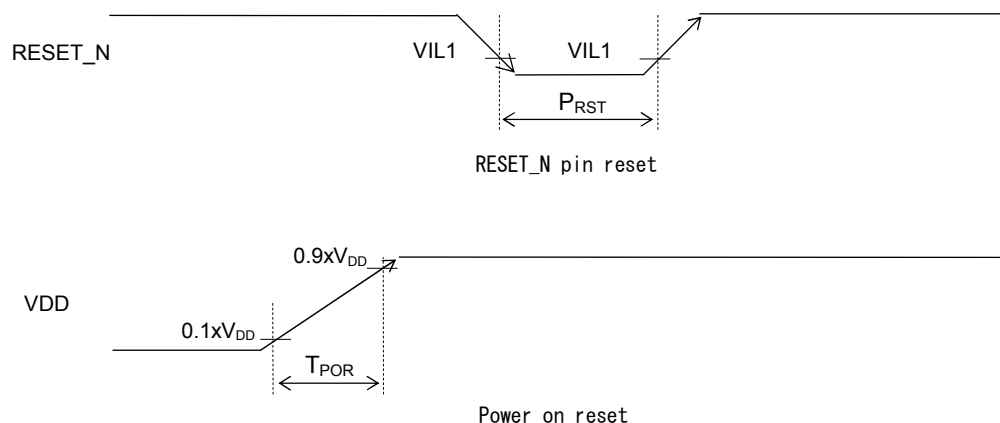 RESET_N
VIL1
VIL1
PRST
RESET_N pin reset
0.9xVDD
VDD
0.1xVDD
TPOR
Power on reset